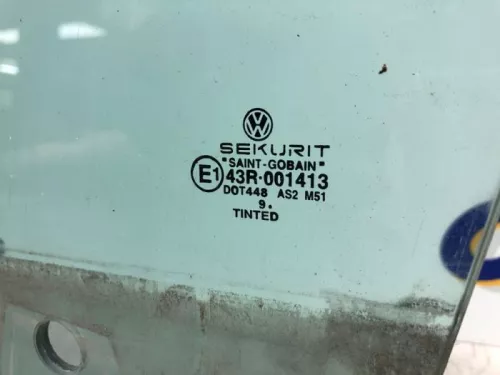 SEKURIT
"SAINT-GOBAIN"
E1 43R-001413
DOT448 AS2 M51
9.
TINTED